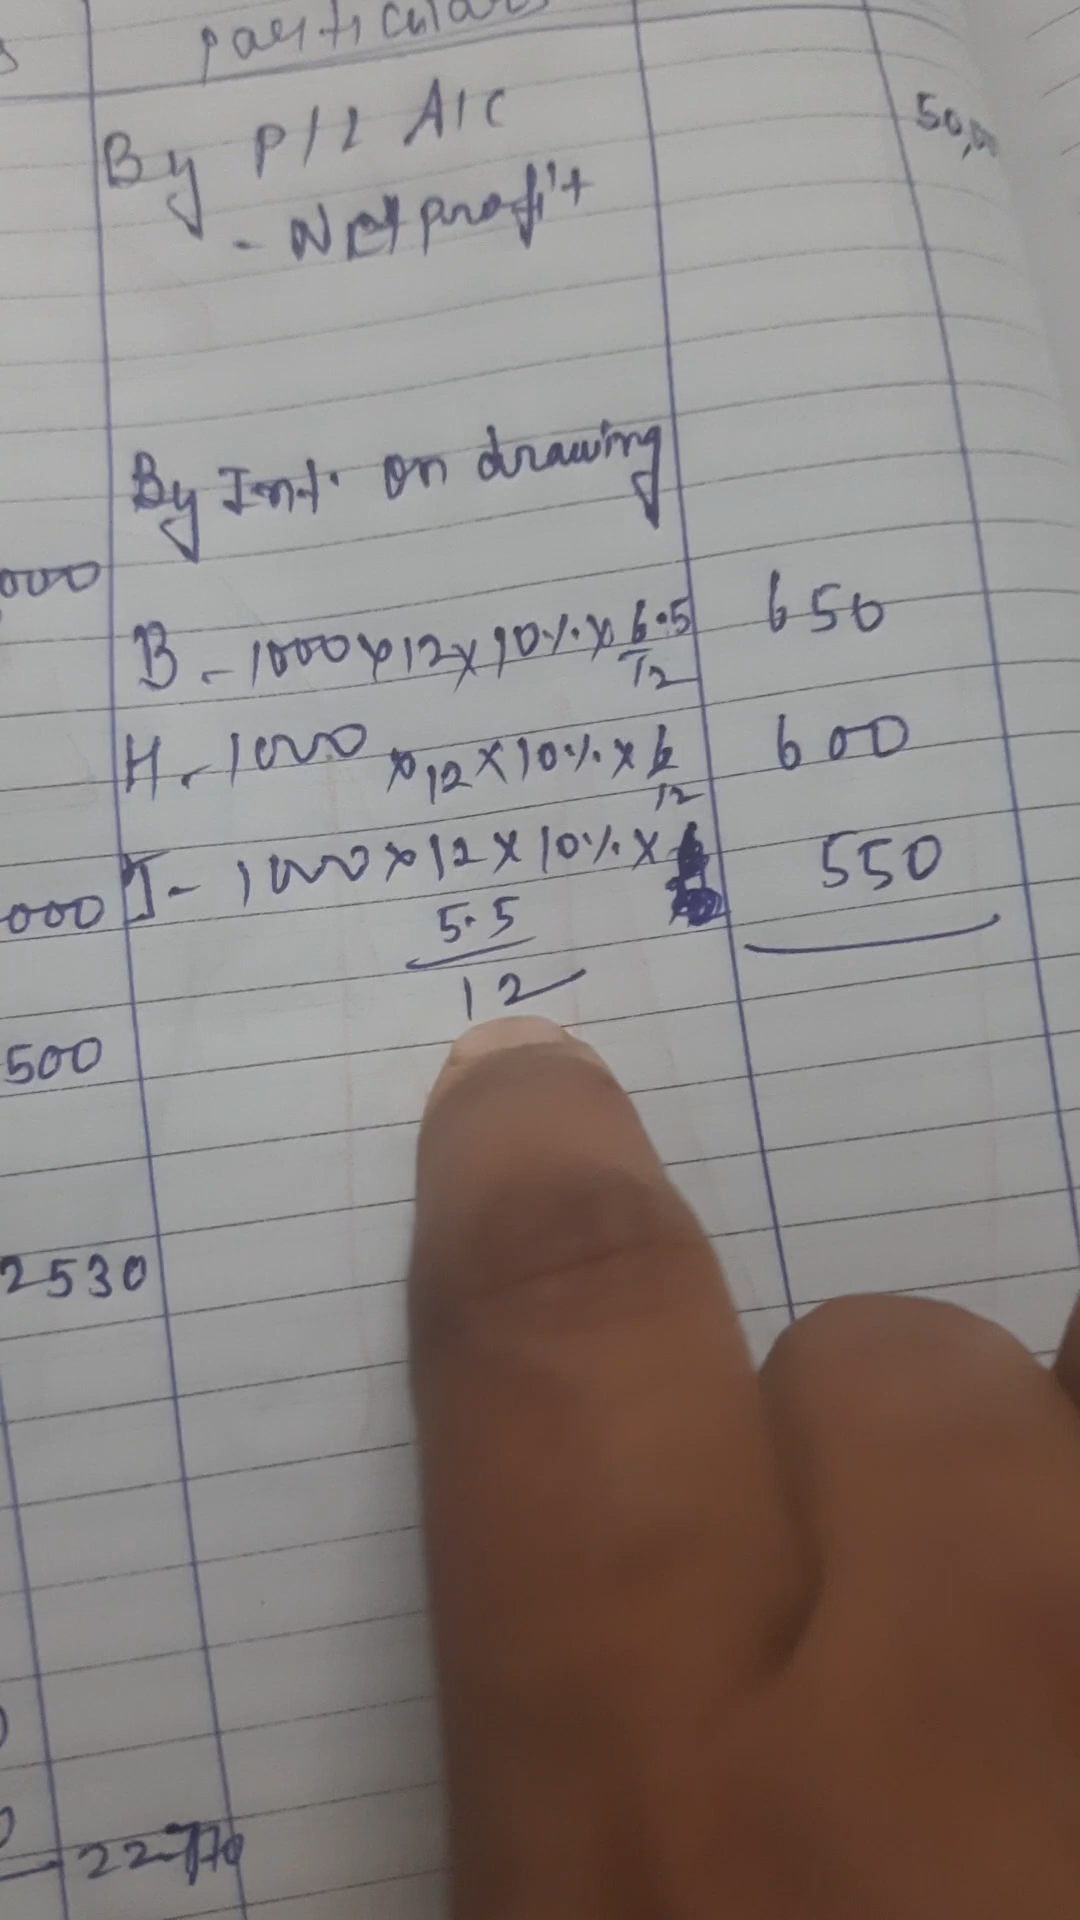 particulars
By P/L A/C 50,0
- Net profit
By Int. on drawing
000
B - 1000 x 12 x 10% x 6.5/12 650
H - 1000 x 12 x 10% x 6/12 600
000 J - 1000 x 12 x 10% x 550
5.5/12
500
2530